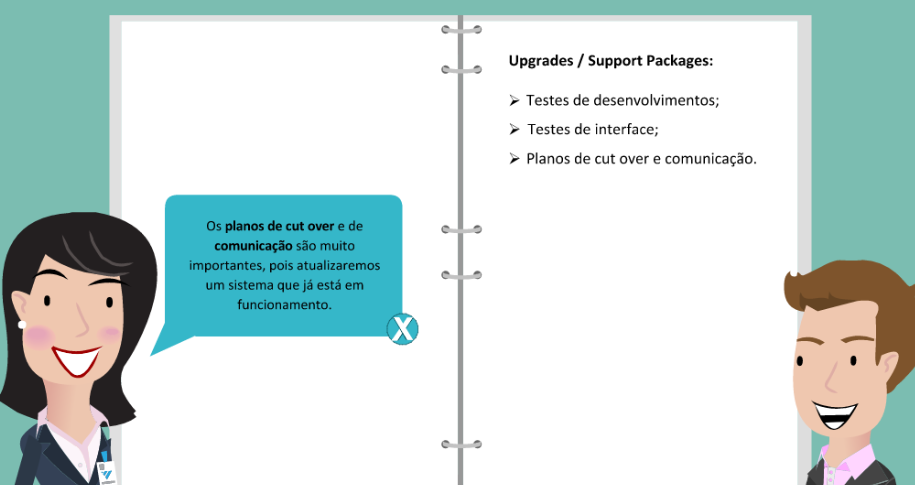 Upgrades / Support Packages:
➢ Testes de desenvolvimentos;
➢ Testes de interface;
➢ Planos de cut over e comunicação.
Os planos de cut over e de
comunicação são muito
importantes, pois atualizaremos
um sistema que já está em
funcionamento.
X